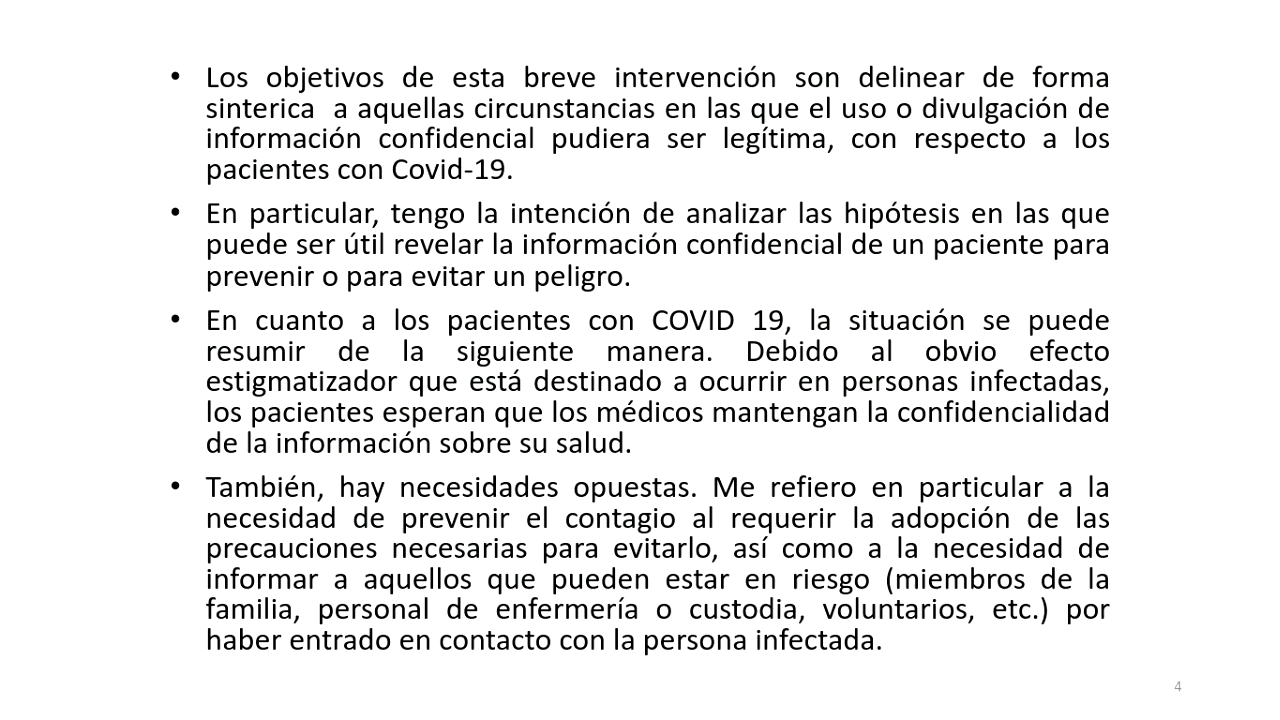 • Los objetivos de esta breve intervención son delinear de forma
sinterica  a aquellas circunstancias en las que el uso o divulgación de
información confidencial pudiera ser legítima, con respecto a los
pacientes con Covid-19.
• En particular, tengo la intención de analizar las hipótesis en las que
puede ser útil revelar la información confidencial de un paciente para
prevenir o para evitar un peligro.
• En cuanto a los pacientes con COVID 19, la situación se puede
resumir de la siguiente manera. Debido al obvio efecto
estigmatizador que está destinado a ocurrir en personas infectadas,
los pacientes esperan que los médicos mantengan la confidencialidad
de la información sobre su salud.
• También, hay necesidades opuestas. Me refiero en particular a la
necesidad de prevenir el contagio al requerir la adopción de las
precauciones necesarias para evitarlo, así como a la necesidad de
informar a aquellos que pueden estar en riesgo (miembros de la
familia, personal de enfermería o custodia, voluntarios, etc.) por
haber entrado en contacto con la persona infectada.
4